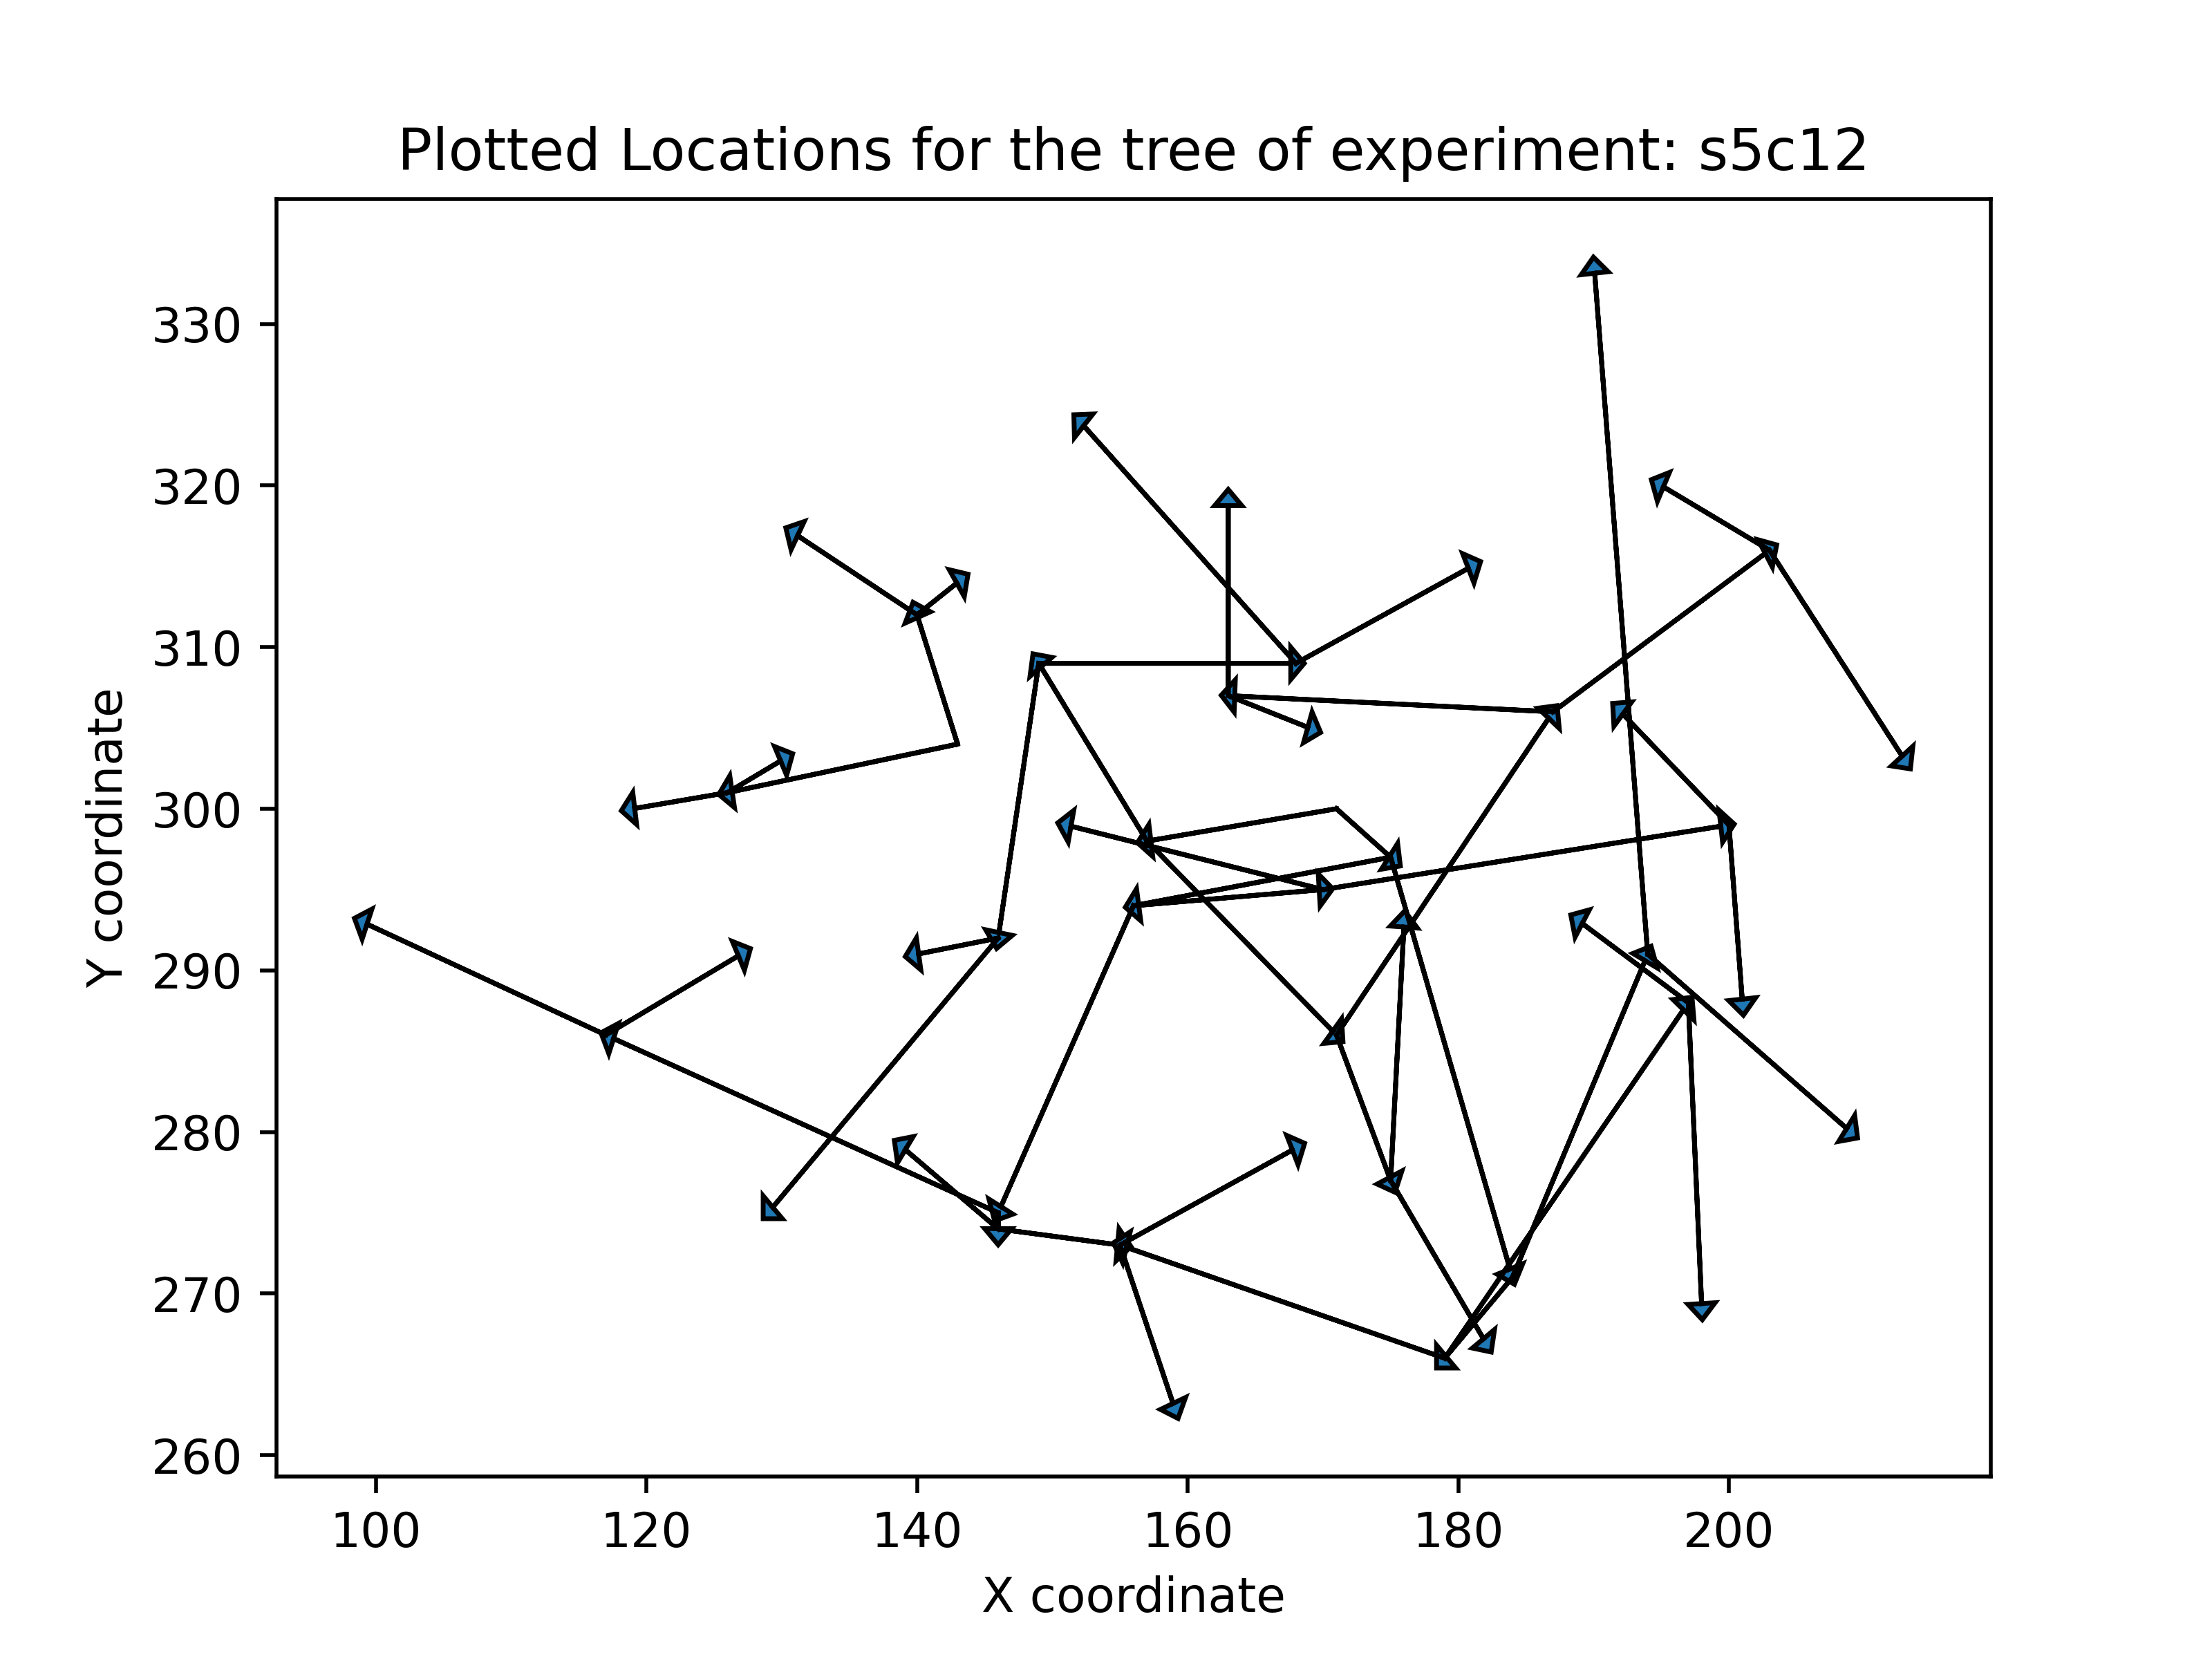 Plotted Locations for the tree of experiment: s5c12
330
320
310
300
290
280
270
260
Y coordinate
100 120 140 160 180 200
X coordinate